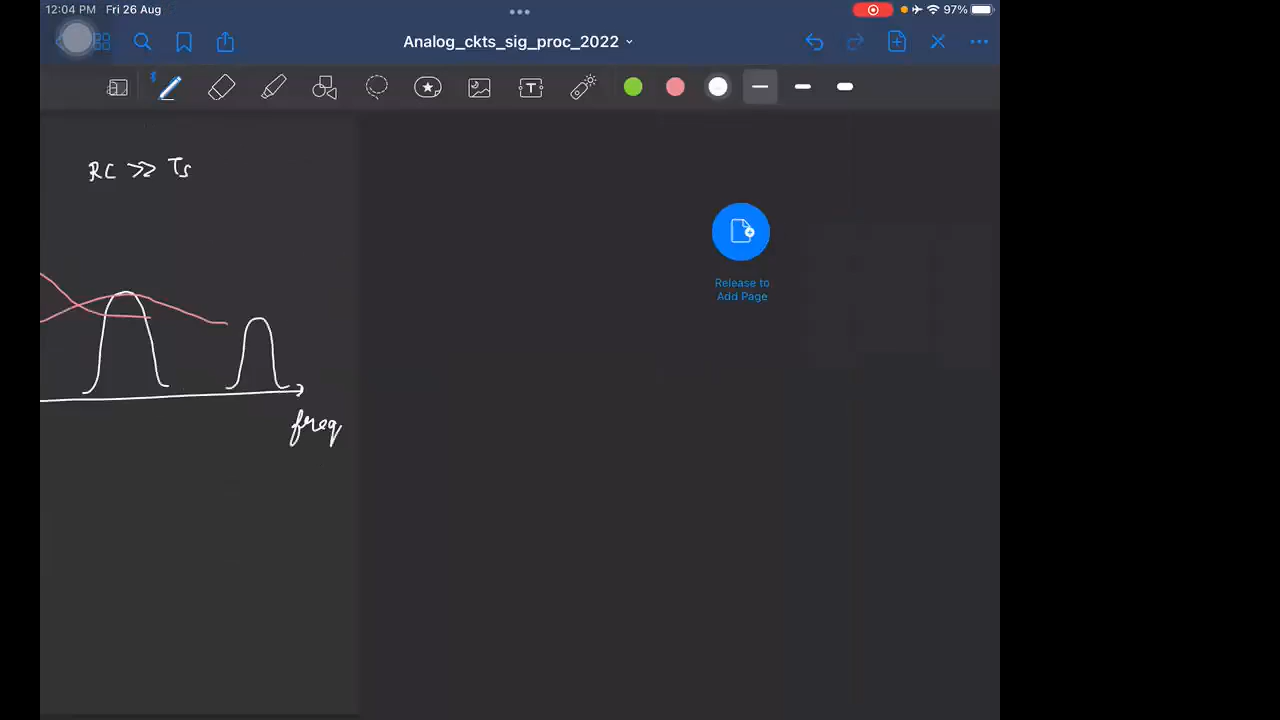 12:04 PM Fri 26 Aug
97%
Analog_ckts_sig_proc_2022
T
RC >> Ts
Release to
Add Page
freq